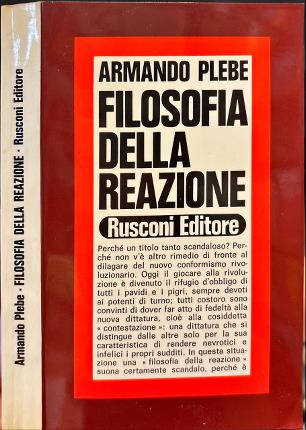 Armando Plebe · FILOSOFIA DELLA REAZIONE · Rusconi Editore
ARMANDO PLEBE
FILOSOFIA
DELLA
REAZIONE
Rusconi Editore
Perché un titolo tanto scandaloso? Per-
ché non v'è altro rimedio di fronte al
dilagare del nuovo conformismo rivo-
luzionario. Oggi il giocare alla rivolu-
zione è divenuto il rifugio d'obbligo di
tutti i pavidi e i pigri, sempre devoti
ai potenti di turno; tutti costoro sono
convinti di dover far atto di fedeltà alla
nuova dittatura, cioè alla cosiddetta
« contestazione »: una dittatura che si
distingue dalle altre solo per la sua
caratteristica di rendere nevrotici e
infelici i propri sudditi. In questa situa-
zione una « filosofia della reazione »
suona certamente scandalo, perché è